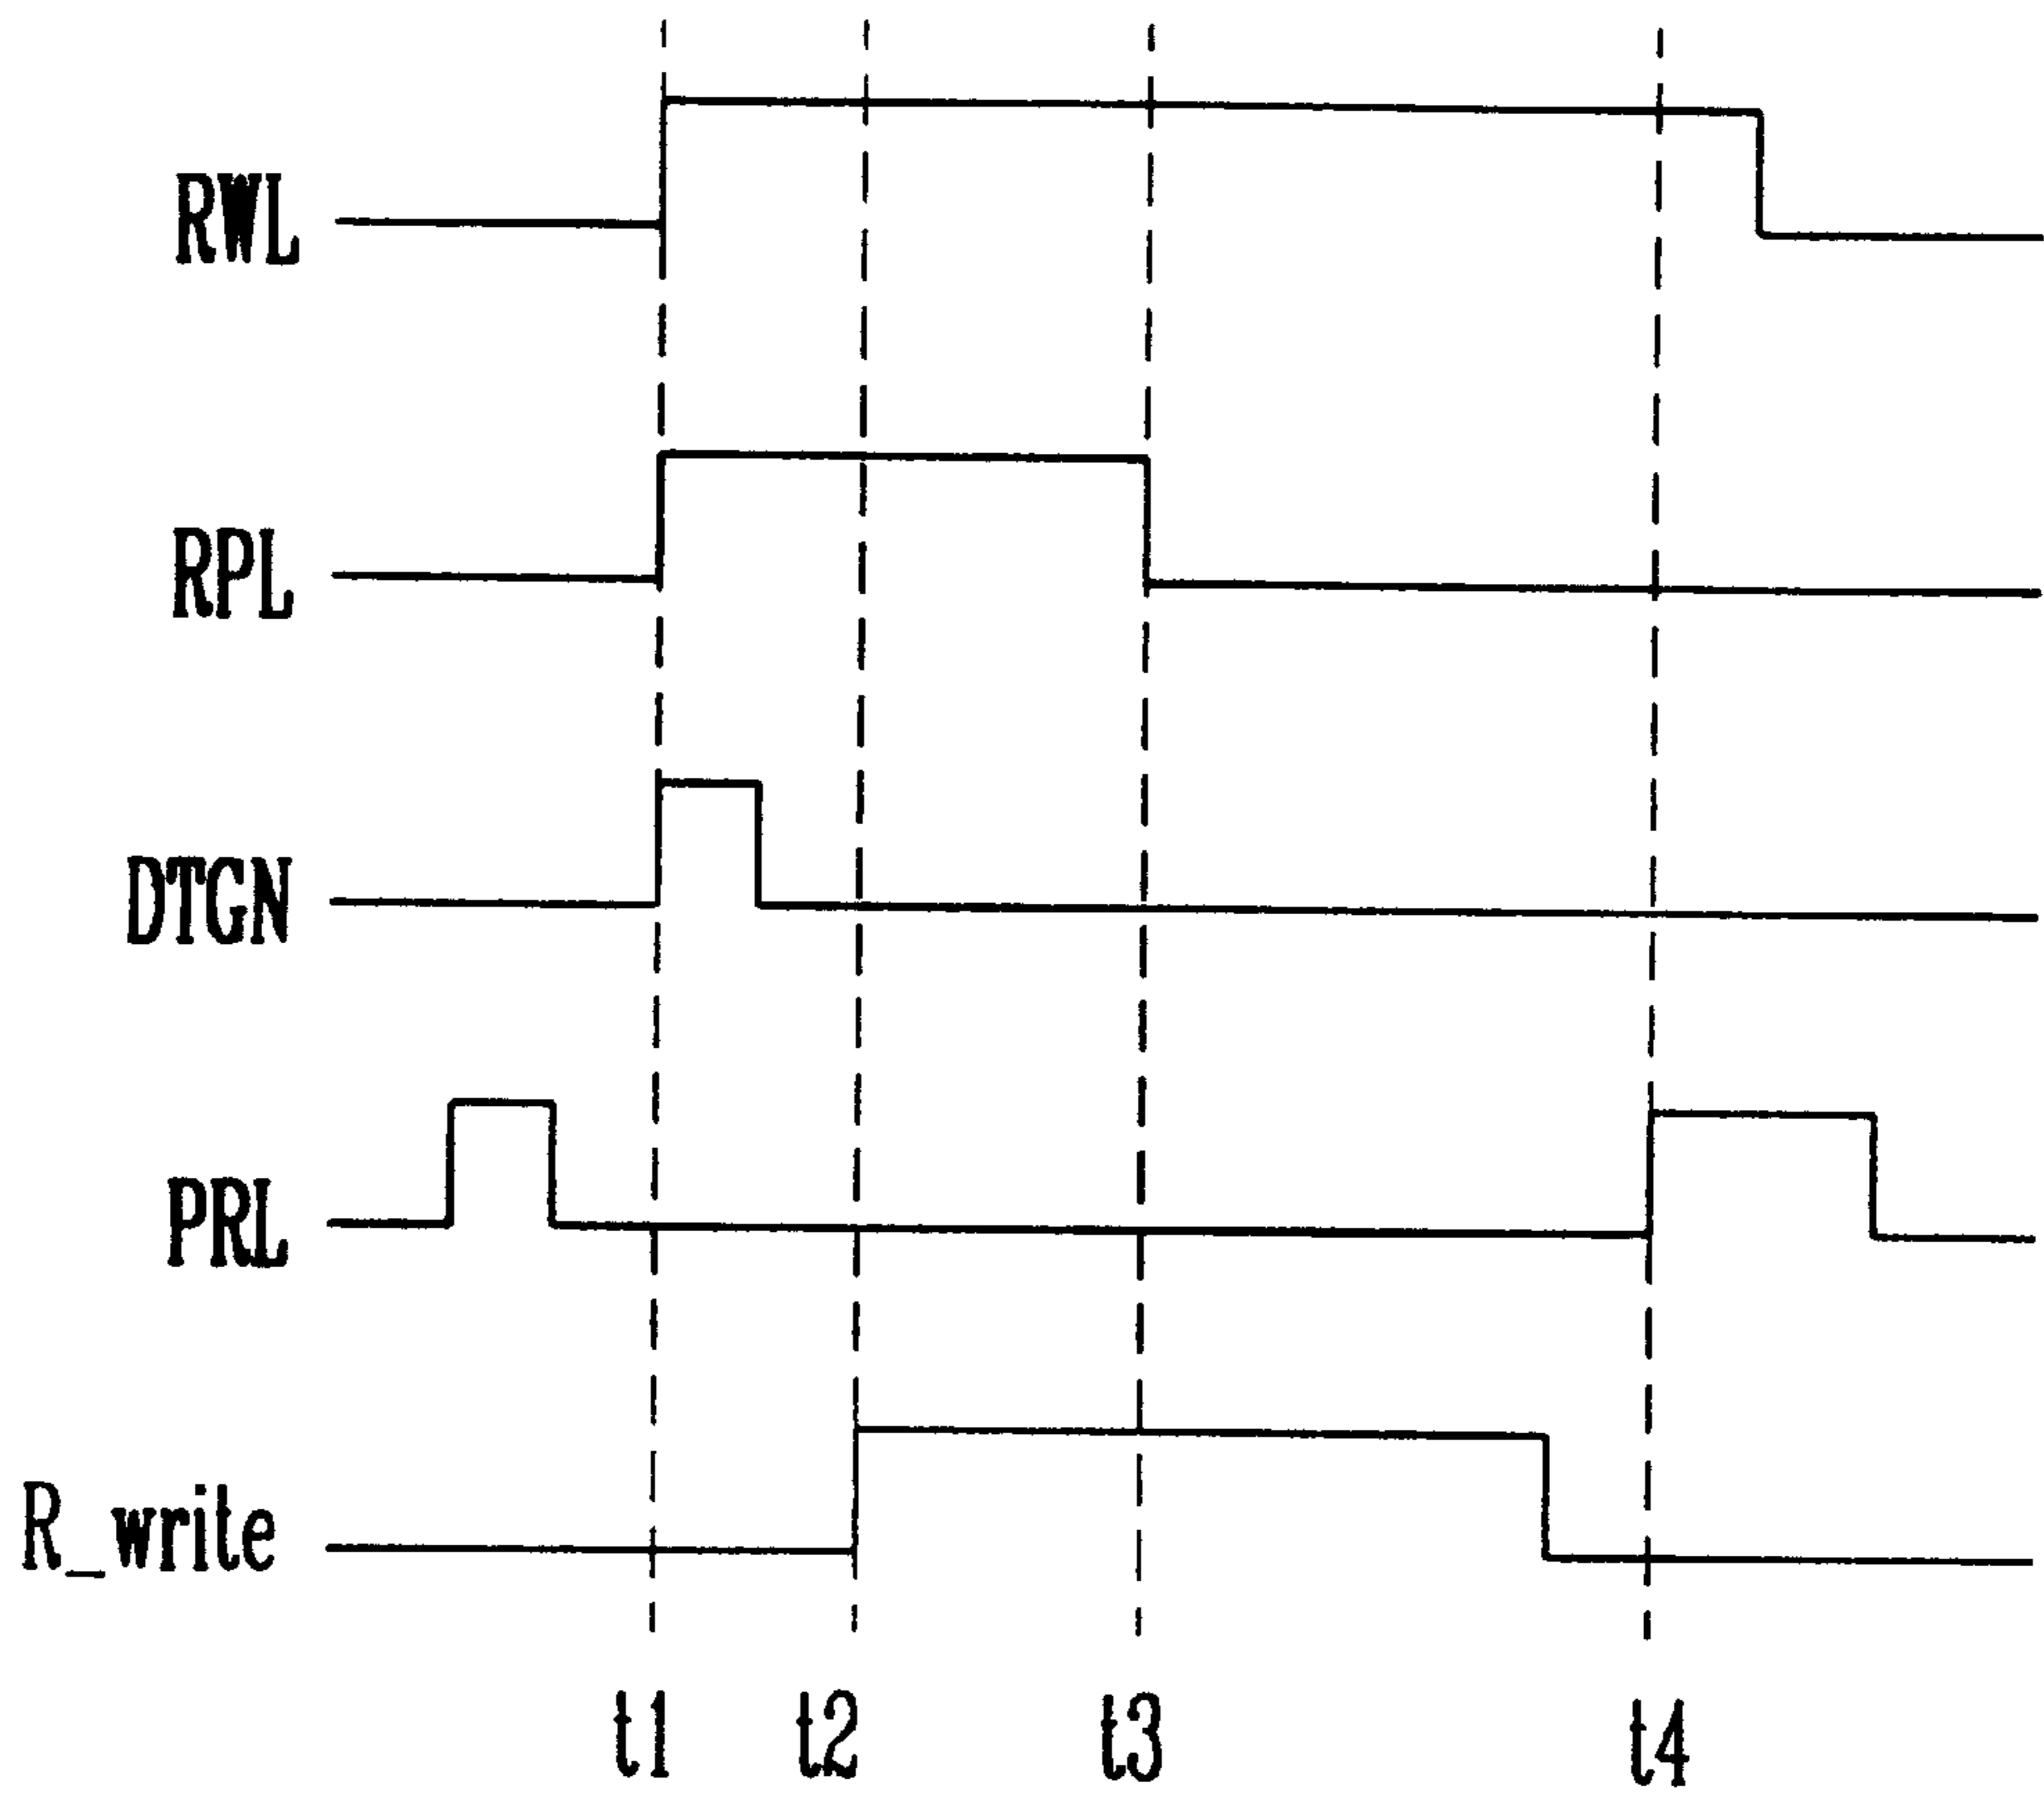 RWL
RPL
DTGN
PRL
R_write
t1 t2 t3 t4